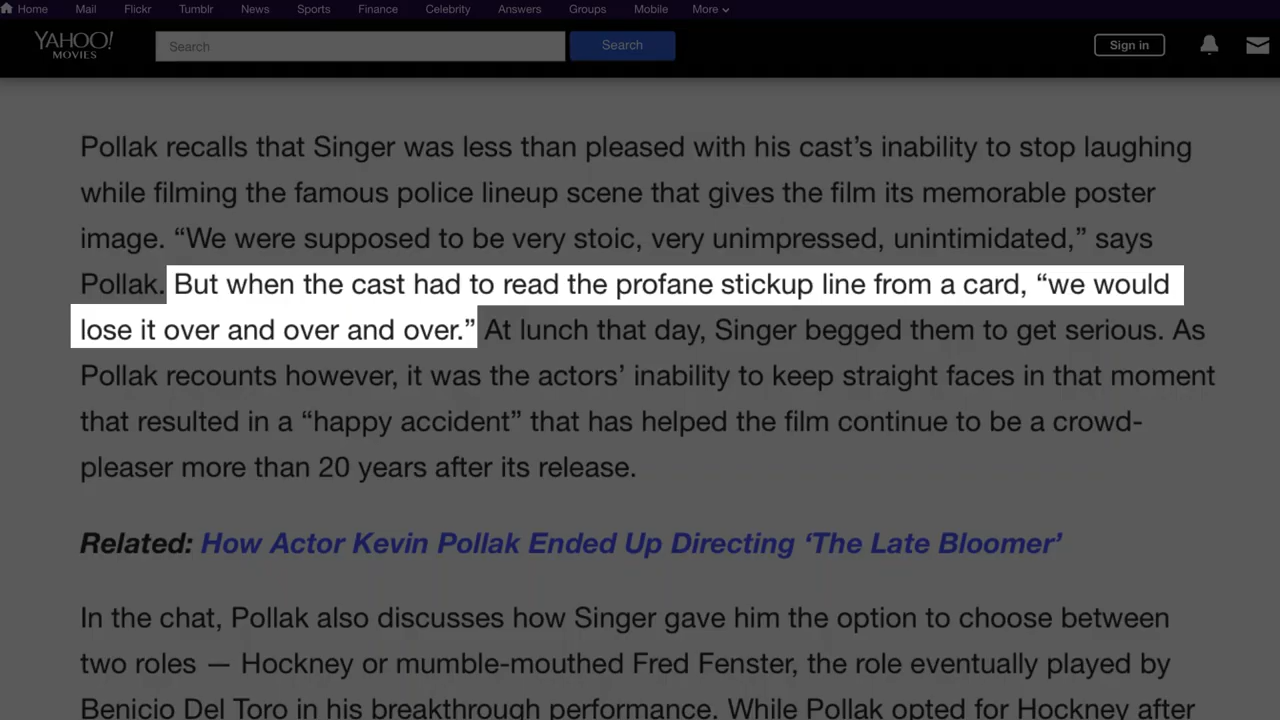 Home Mail Flickr Tumblr News Sports Finance Celebrity Answers Groups Mobile More
YAHOO! MOVIES Search Search Sign in
Pollak recalls that Singer was less than pleased with his cast’s inability to stop laughing
while filming the famous police lineup scene that gives the film its memorable poster
image. “We were supposed to be very stoic, very unimpressed, unintimidated,” says
Pollak. But when the cast had to read the profane stickup line from a card, “we would
lose it over and over and over.” At lunch that day, Singer begged them to get serious. As
Pollak recounts however, it was the actors’ inability to keep straight faces in that moment
that resulted in a “happy accident” that has helped the film continue to be a crowd-
pleaser more than 20 years after its release.
Related: How Actor Kevin Pollak Ended Up Directing ‘The Late Bloomer’
In the chat, Pollak also discusses how Singer gave him the option to choose between
two roles — Hockney or mumble-mouthed Fred Fenster, the role eventually played by
Benicio Del Toro in his breakthrough performance. While Pollak opted for Hockney after